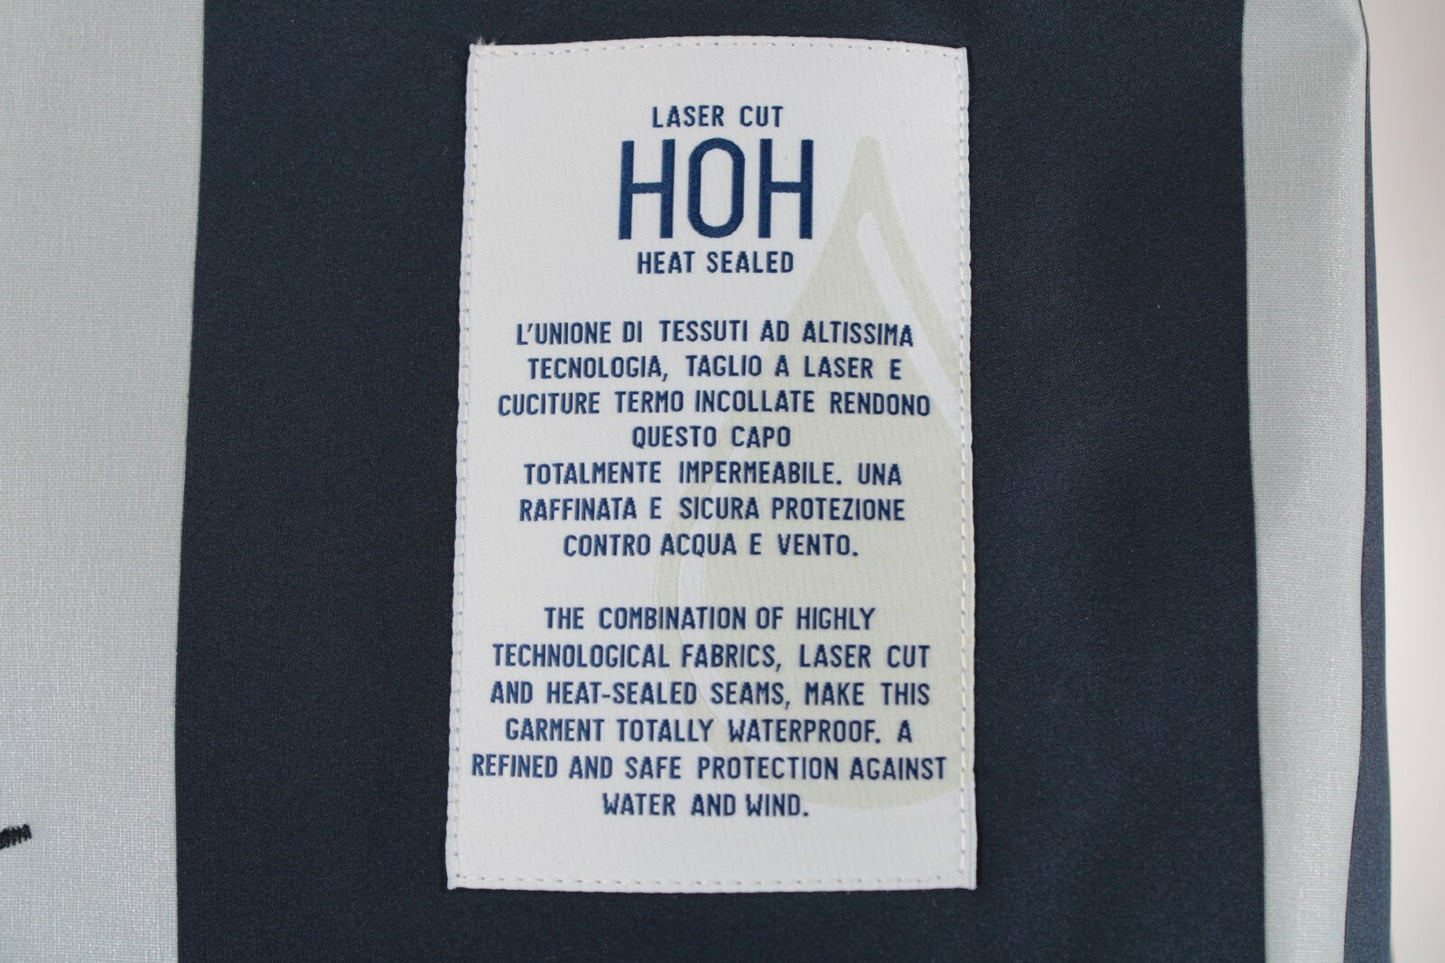 LASER CUT
HOH
HEAT SEALED
L'UNIONE DI TESSUTI AD ALTISSIMA
TECNOLOGIA, TAGLIO A LASER E
CUCITURE TERMO INCOLLATE RENDONO
QUESTO CAPO
TOTALMENTE IMPERMEABILE. UNA
RAFFINATA E SICURA PROTEZIONE
CONTRO ACQUA E VENTO.
THE COMBINATION OF HIGHLY
TECHNOLOGICAL FABRICS, LASER CUT
AND HEAT-SEALED SEAMS, MAKE THIS
GARMENT TOTALLY WATERPROOF. A
REFINED AND SAFE PROTECTION AGAINST
WATER AND WIND.